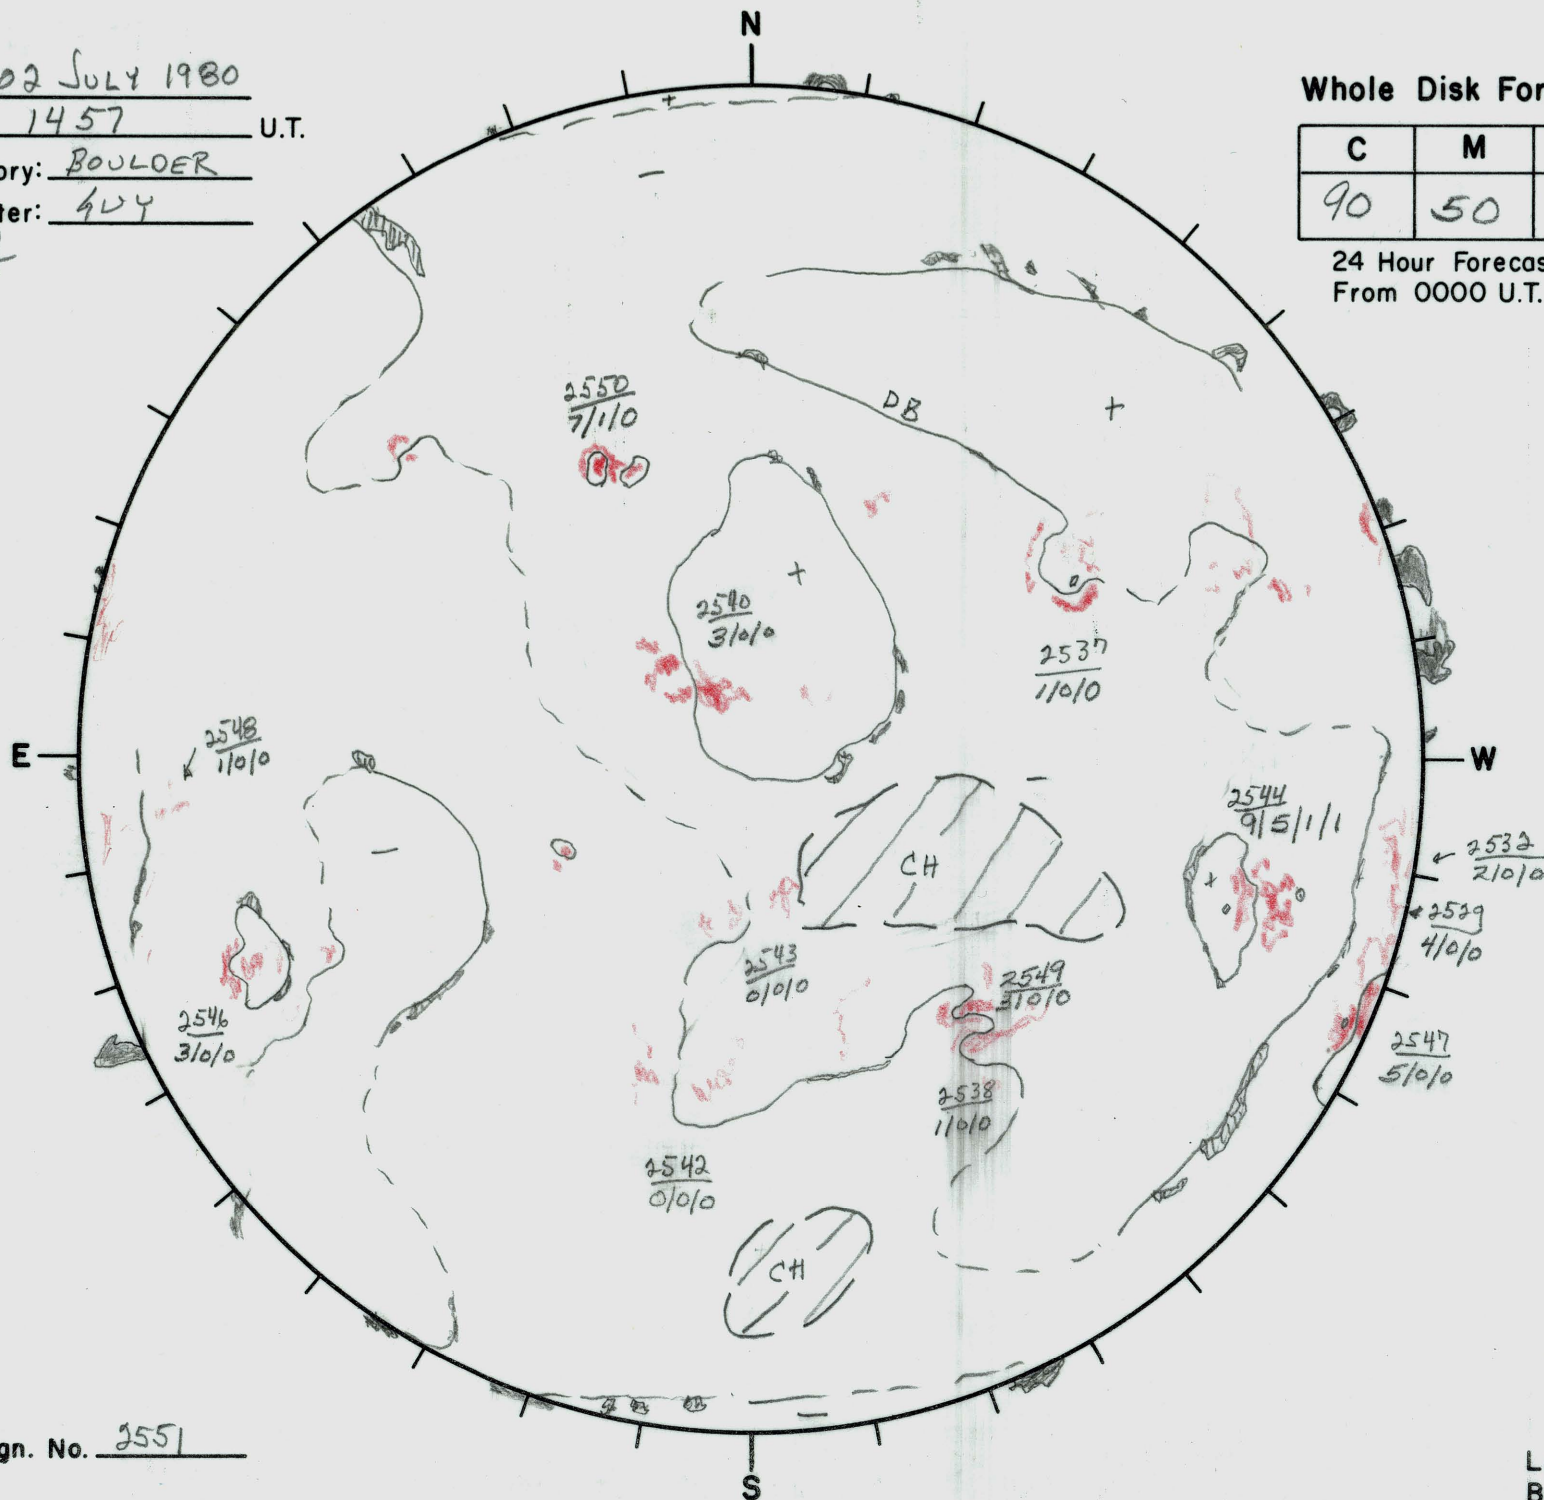 N
02 JULY 1980
1457 U.T.
ory: BOULDER
ter: GUY
Whole Disk For
C M
90 50
24 Hour Forecas
From 0000 U.T.
2550
7/1/0
DB
2540
3/0/0
2537
1/0/0
2548
1/0/0
E
W
2544
9/5/1/1
2532
2/0/0
CH
2529
4/0/0
2543
0/0/0
2549
3/0/0
2546
3/0/0
2547
5/0/0
2538
1/0/0
2542
0/0/0
CH
gn. No. 2551
S
L
B